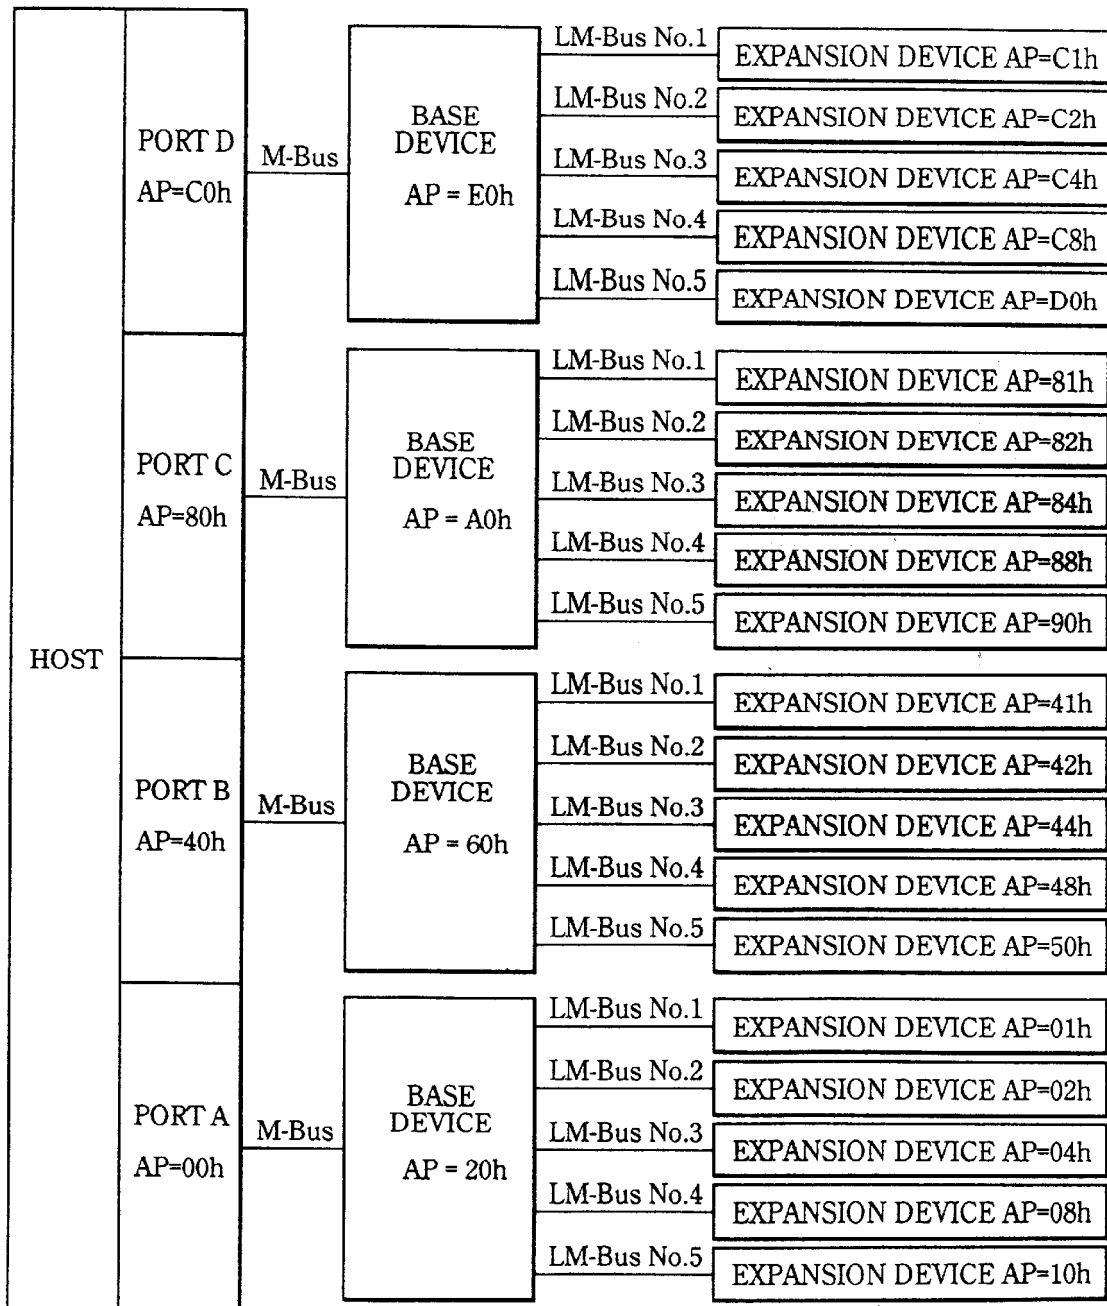 HOST
PORT D
AP=C0h
M-Bus
BASE
DEVICE
AP = E0h
LM-Bus No.1
EXPANSION DEVICE AP=C1h
LM-Bus No.2
EXPANSION DEVICE AP=C2h
LM-Bus No.3
EXPANSION DEVICE AP=C4h
LM-Bus No.4
EXPANSION DEVICE AP=C8h
LM-Bus No.5
EXPANSION DEVICE AP=D0h
PORT C
AP=80h
M-Bus
BASE
DEVICE
AP = A0h
LM-Bus No.1
EXPANSION DEVICE AP=81h
LM-Bus No.2
EXPANSION DEVICE AP=82h
LM-Bus No.3
EXPANSION DEVICE AP=84h
LM-Bus No.4
EXPANSION DEVICE AP=88h
LM-Bus No.5
EXPANSION DEVICE AP=90h
PORT B
AP=40h
M-Bus
BASE
DEVICE
AP = 60h
LM-Bus No.1
EXPANSION DEVICE AP=41h
LM-Bus No.2
EXPANSION DEVICE AP=42h
LM-Bus No.3
EXPANSION DEVICE AP=44h
LM-Bus No.4
EXPANSION DEVICE AP=48h
LM-Bus No.5
EXPANSION DEVICE AP=50h
PORT A
AP=00h
M-Bus
BASE
DEVICE
AP = 20h
LM-Bus No.1
EXPANSION DEVICE AP=01h
LM-Bus No.2
EXPANSION DEVICE AP=02h
LM-Bus No.3
EXPANSION DEVICE AP=04h
LM-Bus No.4
EXPANSION DEVICE AP=08h
LM-Bus No.5
EXPANSION DEVICE AP=10h